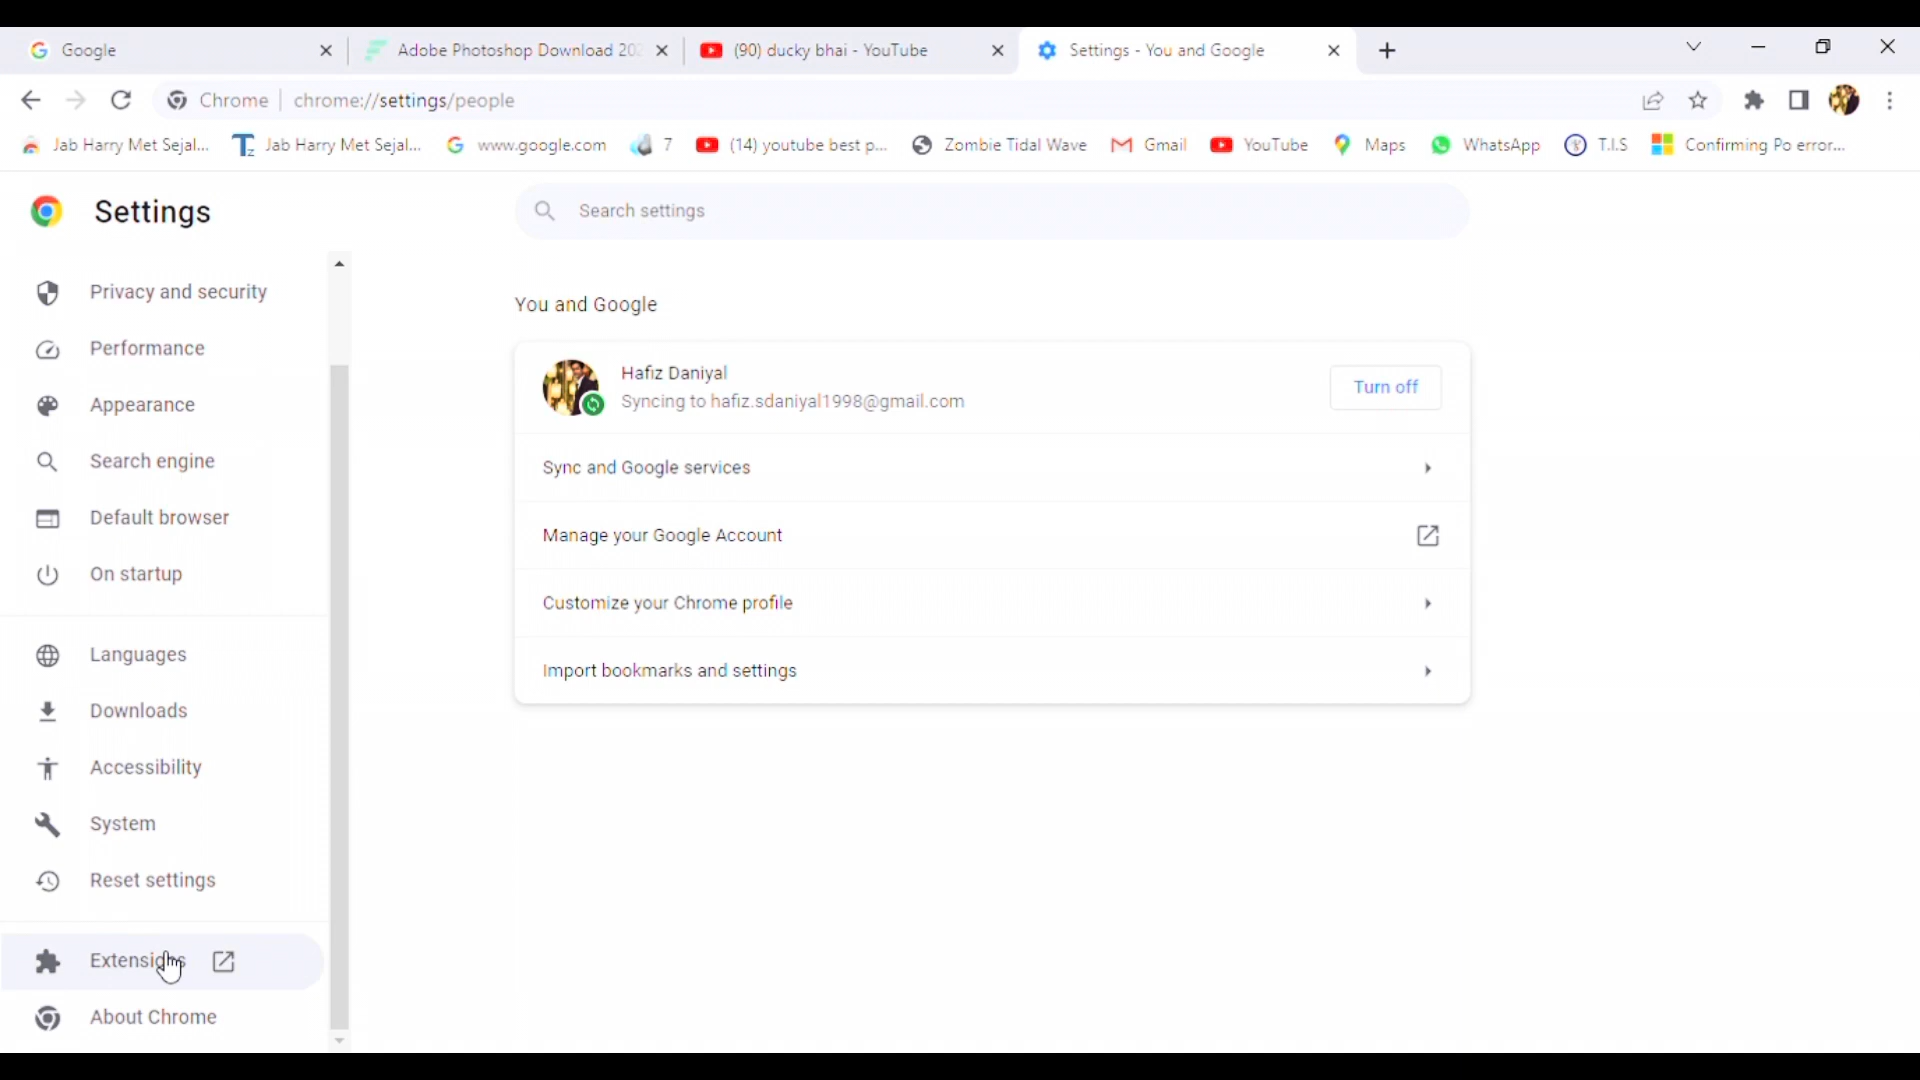 Google
Adobe Photoshop Download 202
(90) ducky bhai - YouTube
Settings - You and Google
Chrome
chrome://settings/people
Jab Harry Met Sejal...
Jab Harry Met Sejal...
www.google.com
7
(14) youtube best p...
Zombie Tidal Wave
Gmail
YouTube
Maps
WhatsApp
T.I.S
Confirming Po error...
Settings
Search settings
Privacy and security
Performance
Appearance
Search engine
Default browser
On startup
Languages
Downloads
Accessibility
System
Reset settings
Extensions
About Chrome
You and Google
Hafiz Daniyal
Syncing to hafiz.sdaniyal1998@gmail.com
Turn off
Sync and Google services
Manage your Google Account
Customize your Chrome profile
Import bookmarks and settings